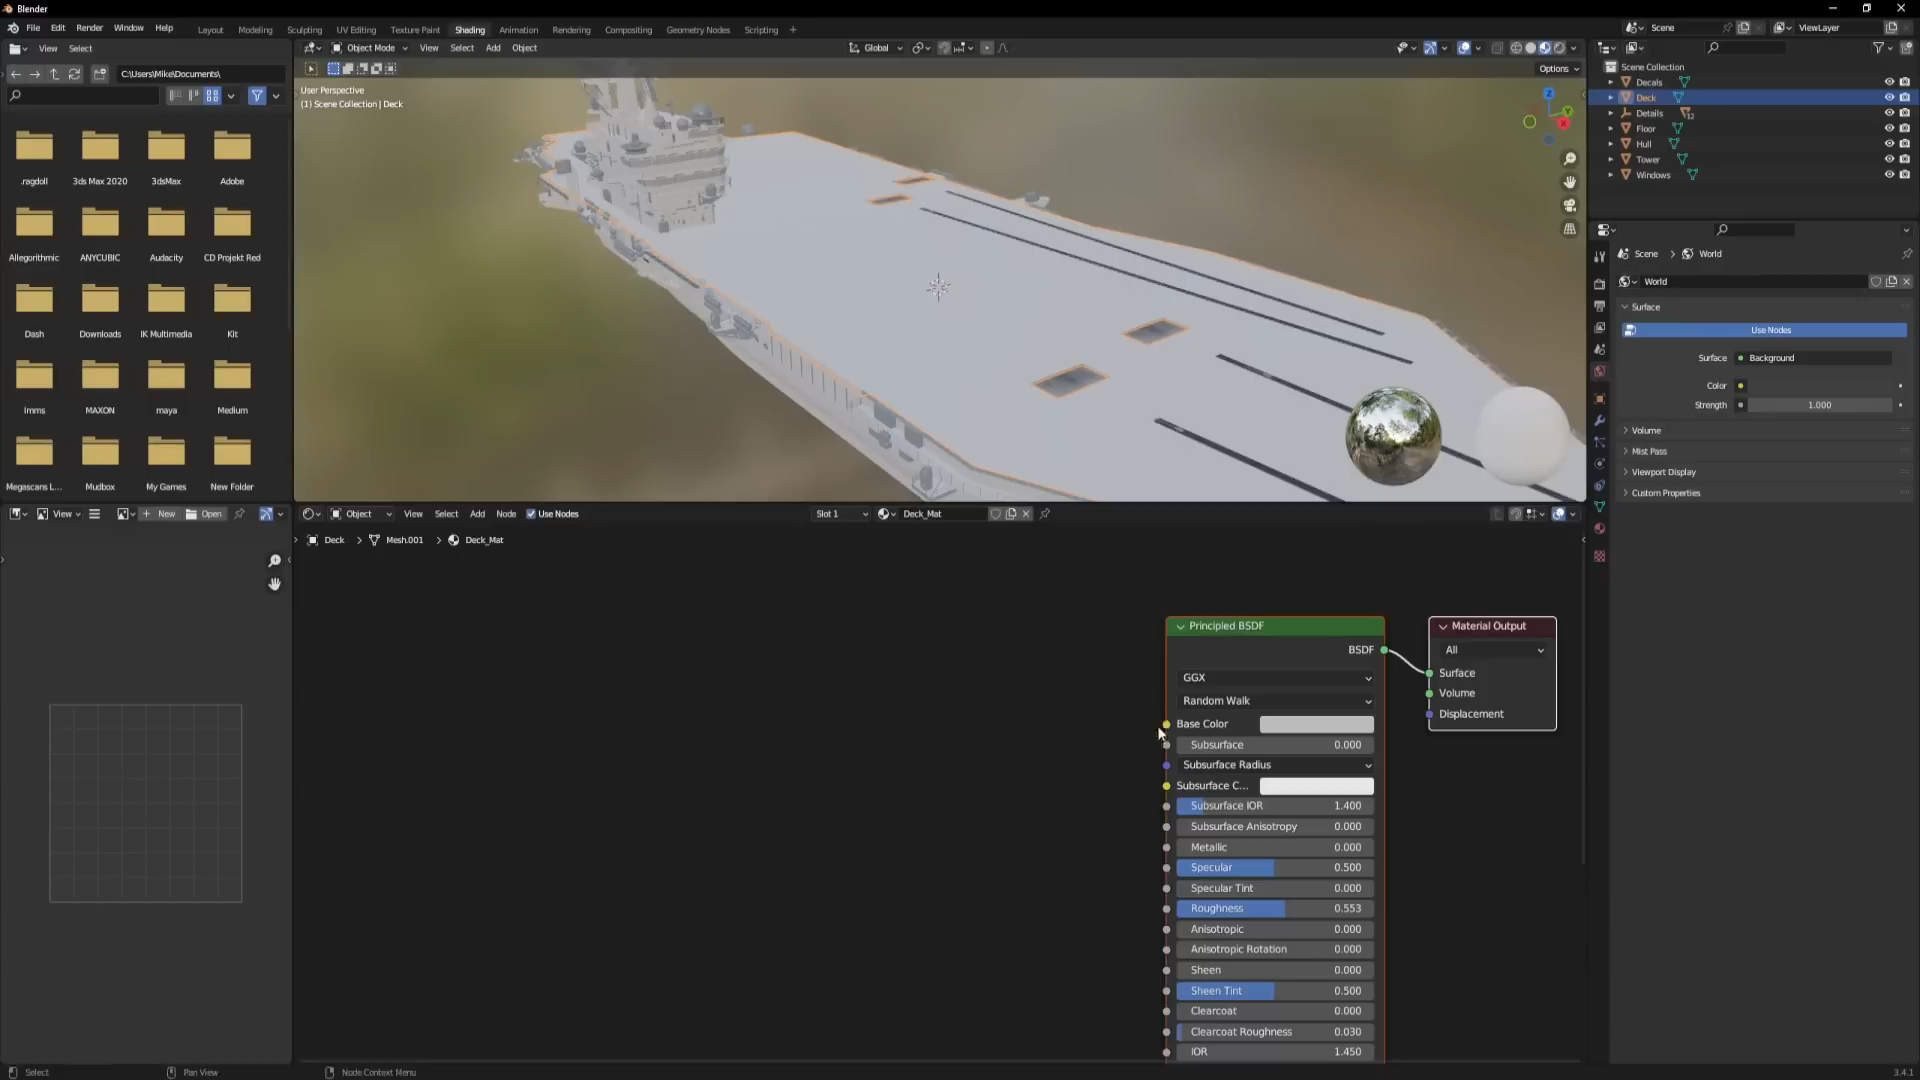 Blender
File Edit Render Window Help
Layout Modeling Sculpting UV Editing Texture Paint Shading Animation Rendering Compositing Geometry Nodes Scripting +
Scene
ViewLayer
View Select
Object Mode View Select Add Object
Global
C:\Users\Mike\Documents\
Options
User Perspective
(1) Scene Collection | Deck
Z
Y
X
.ragdoll 3ds Max 2020 3dsMax Adobe
Allegorithmic ANYCUBIC Audacity CD Projekt Red
Dash Downloads IK Multimedia Kit
lmms MAXON maya Medium
Megascans L... Mudbox My Games New Folder
Scene Collection
Decals
Deck
Details
12
Floor
Hull
Tower
Windows
Scene > World
World
Surface
Use Nodes
Surface Background
Color
Strength 1.000
Volume
Mist Pass
Viewport Display
Custom Properties
View
New Open
Object View Select Add Node Use Nodes
Slot 1
Deck_Mat
Deck > Mesh.001 > Deck_Mat
Principled BSDF
BSDF
GGX
Random Walk
Base Color
Subsurface 0.000
Subsurface Radius
Subsurface C...
Subsurface IOR 1.400
Subsurface Anisotropy 0.000
Metallic 0.000
Specular 0.500
Specular Tint 0.000
Roughness 0.553
Anisotropic 0.000
Anisotropic Rotation 0.000
Sheen 0.000
Sheen Tint 0.500
Clearcoat 0.000
Clearcoat Roughness 0.030
IOR 1.450
Material Output
All
Surface
Volume
Displacement
Select
Pan View
Node Context Menu
3.4.1